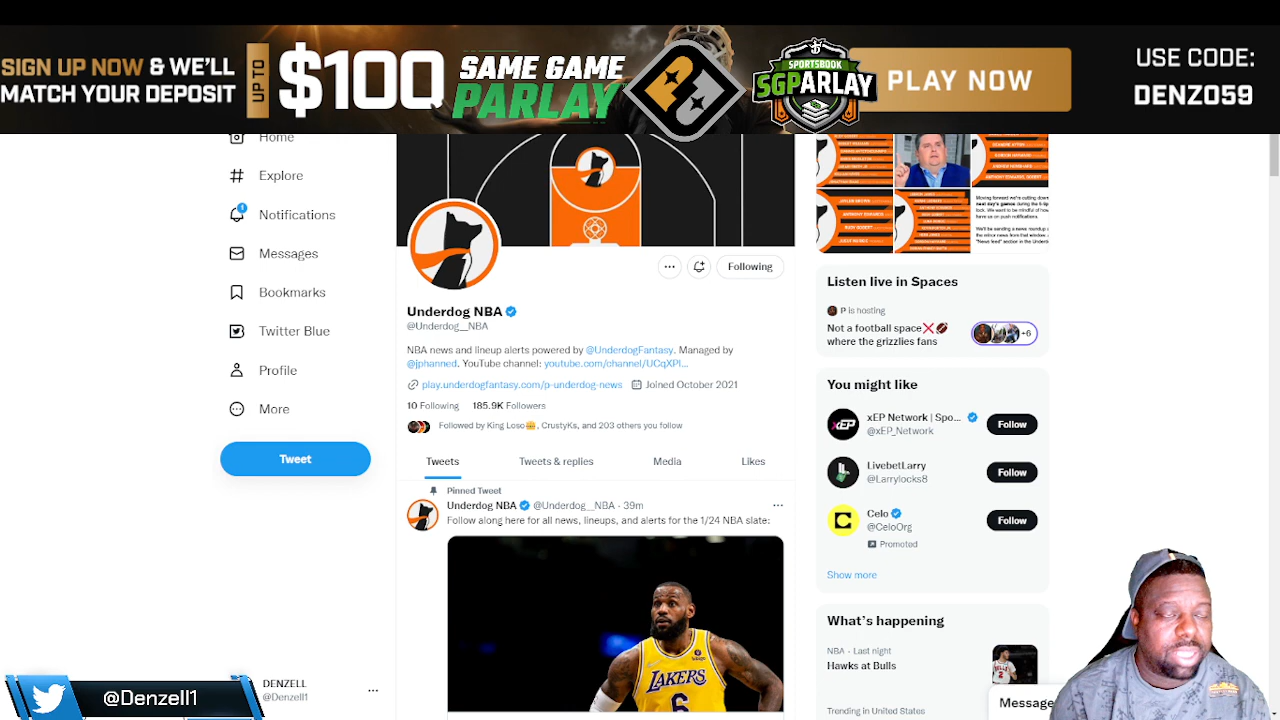 SIGN UP NOW & WE'LL
MATCH YOUR DEPOSIT
UP TO
$100
SAME GAME
PARLAY
SPORTSBOOK
SGPARLAY
PLAY NOW
USE CODE:
DENZO59
Home
Explore
1
Notifications
Messages
Bookmarks
Twitter Blue
Profile
More
Tweet
DENZELL
@Denzell1
@Denzell1
Following
Underdog NBA
@Underdog__NBA
NBA news and lineup alerts powered by @UnderdogFantasy. Managed by
@jphanned. YouTube channel: youtube.com/channel/UCqXPl…
play.underdogfantasy.com/p-underdog-news Joined October 2021
10 Following 185.9K Followers
Followed by King Loso, CrustyKs, and 203 others you follow
Tweets Tweets & replies Media Likes
Pinned Tweet
Underdog NBA @Underdog__NBA · 39m
Follow along here for all news, lineups, and alerts for the 1/24 NBA slate:
LAKERS
6
Listen live in Spaces
P is hosting
Not a football space
where the grizzlies fans
+6
You might like
xEP Network | Spo...
@xEP_Network
Follow
LivebetLarry
@Larrylocks8
Follow
Celo
@CeloOrg
Follow
Promoted
Show more
What's happening
NBA · Last night
Hawks at Bulls
Trending in United States
Message